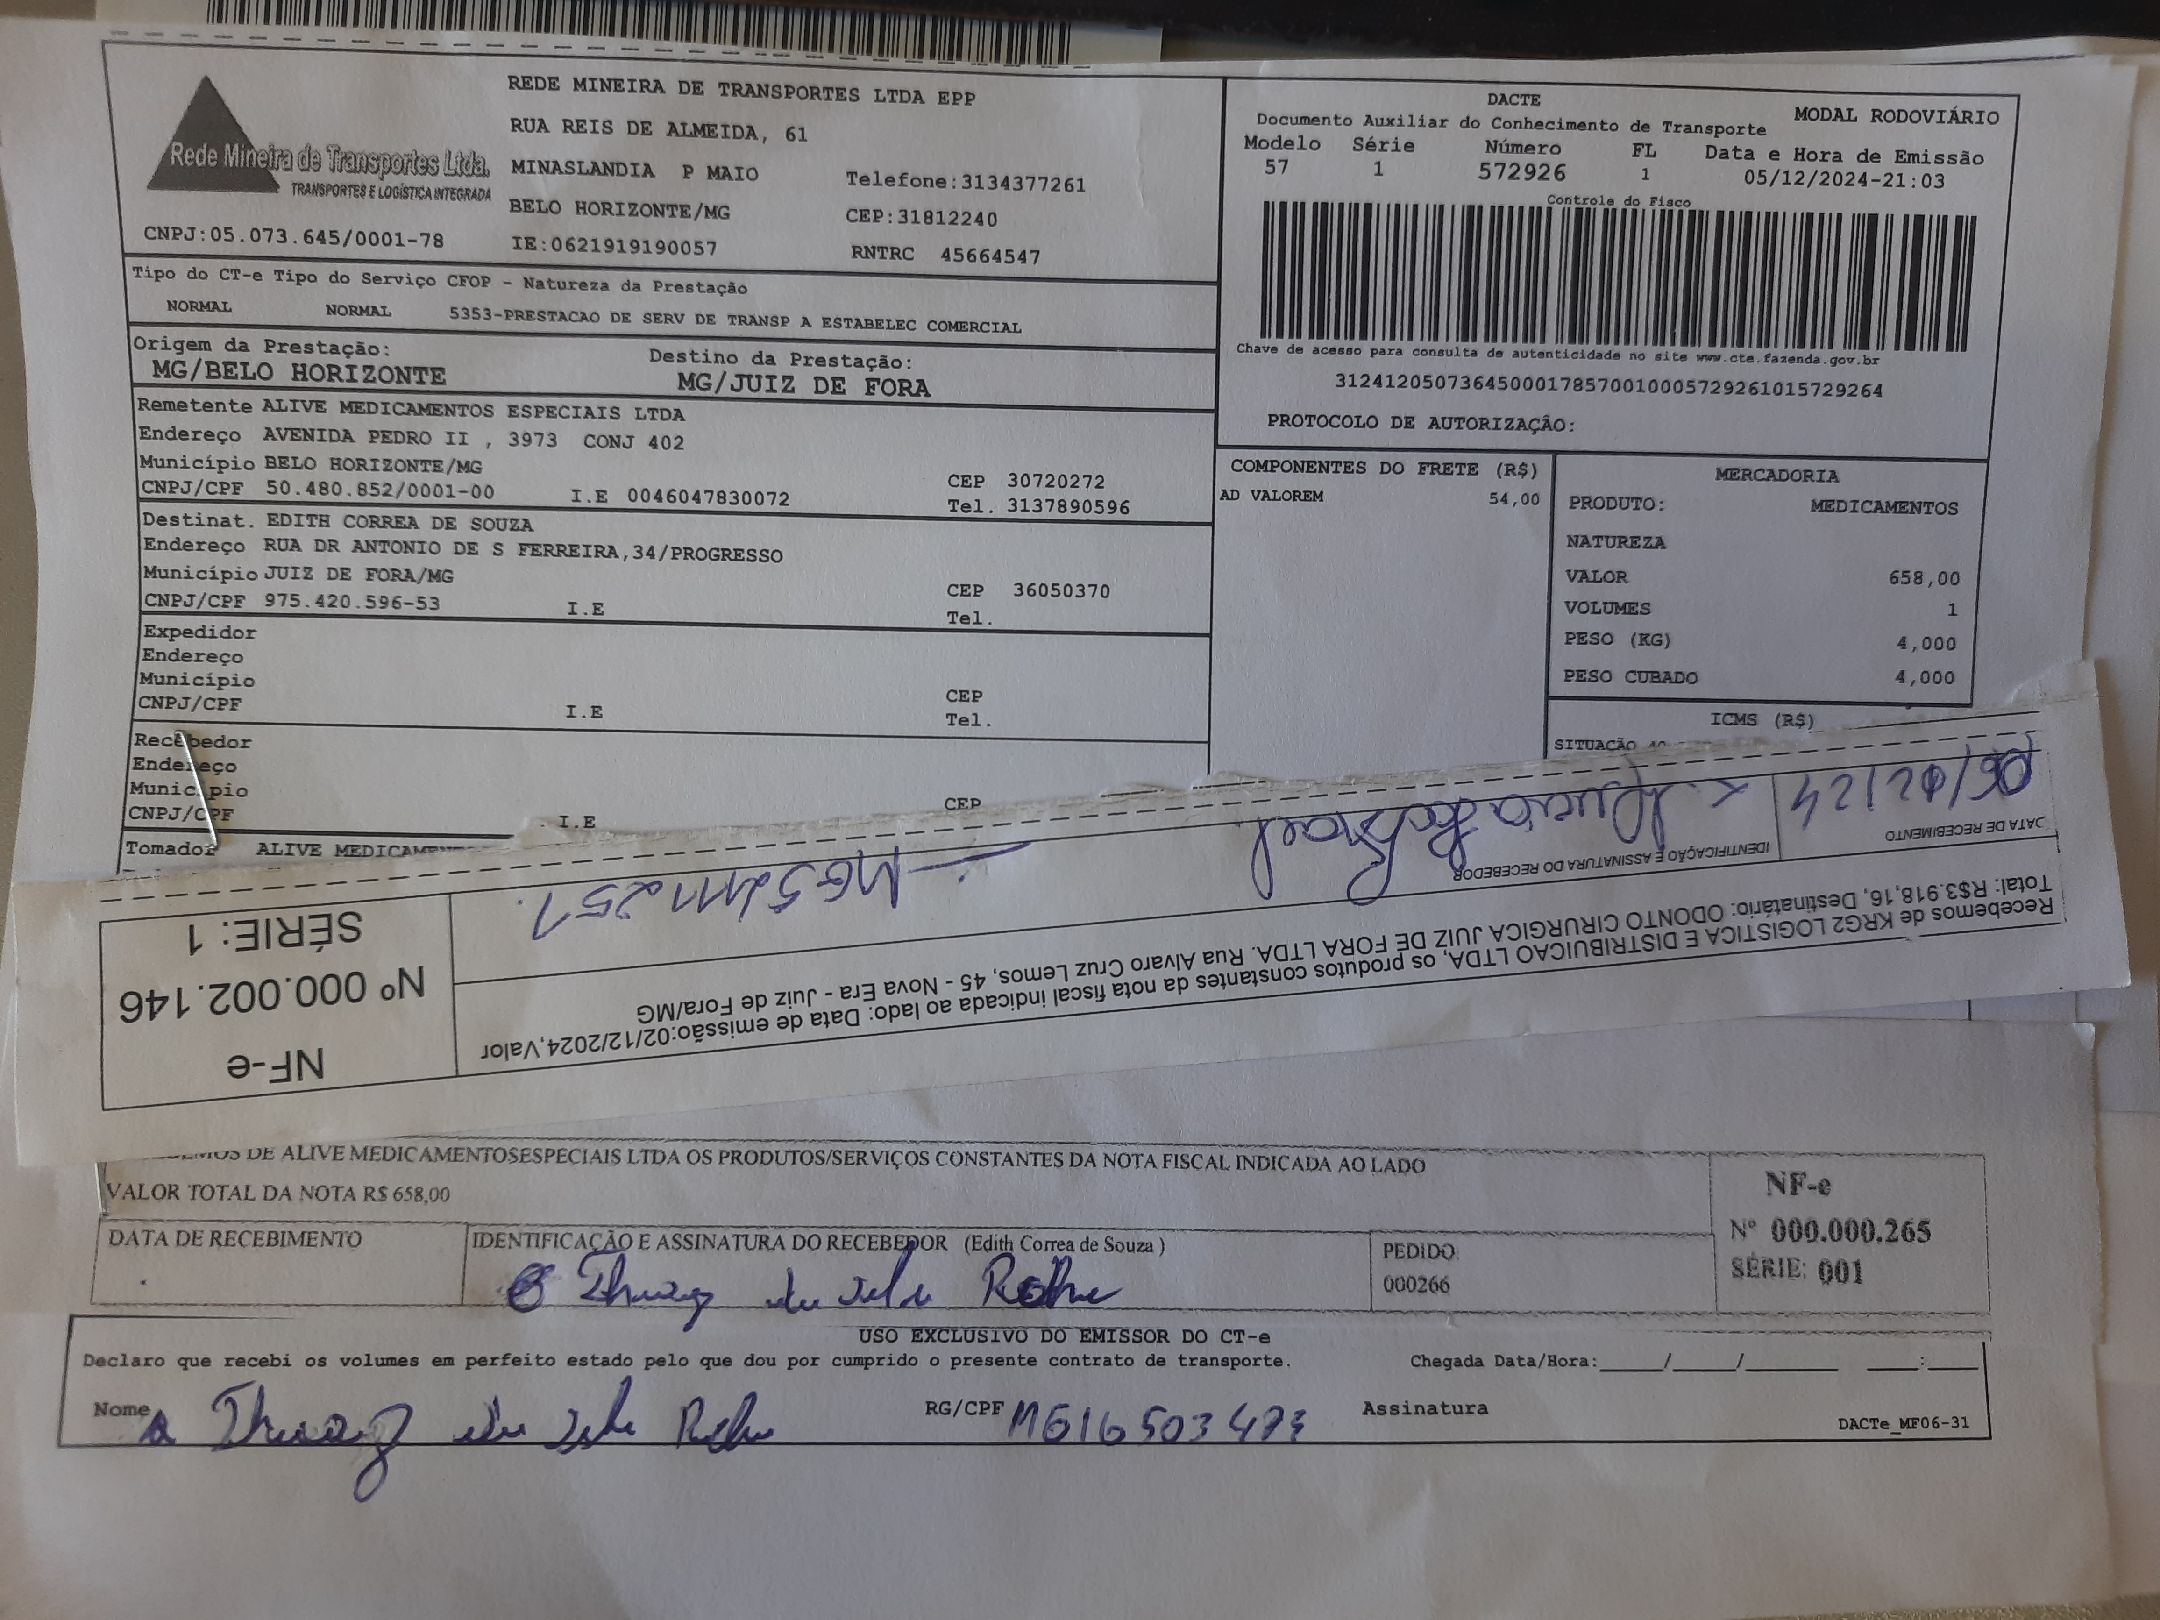 REDE MINEIRA DE TRANSPORTES LTDA EPP
RUA REIS DE ALMEIDA, 61
MINASLANDIA P MAIO Telefone:3134377261
BELO HORIZONTE/MG CEP:31812240
IE:0621919190057 RNTRC 45664547
Rede Mineira de Transportes Ltda.
TRANSPORTES E LOGÍSTICA INTEGRADA
CNPJ:05.073.645/0001-78
DACTE
Documento Auxiliar do Conhecimento de Transporte MODAL RODOVIÁRIO
Modelo Série Número FL Data e Hora de Emissão
57 1 572926 1 05/12/2024-21:03
Controle do Fisco
Chave de acesso para consulta de autenticidade no site www.cte.fazenda.gov.br
31241205073645000178570010005729261015729264
PROTOCOLO DE AUTORIZAÇÃO:
Tipo do CT-e Tipo do Serviço CFOP - Natureza da Prestação
NORMAL NORMAL 5353-PRESTACAO DE SERV DE TRANSP A ESTABELEC COMERCIAL
Origem da Prestação: Destino da Prestação:
MG/BELO HORIZONTE MG/JUIZ DE FORA
Remetente ALIVE MEDICAMENTOS ESPECIAIS LTDA
Endereço AVENIDA PEDRO II , 3973 CONJ 402
Município BELO HORIZONTE/MG CEP 30720272
CNPJ/CPF 50.480.852/0001-00 I.E 0046047830072 Tel. 3137890596
Destinat. EDITH CORREA DE SOUZA
Endereço RUA DR ANTONIO DE S FERREIRA,34/PROGRESSO
Município JUIZ DE FORA/MG CEP 36050370
CNPJ/CPF 975.420.596-53 I.E Tel.
Expedidor
Endereço
Município CEP
CNPJ/CPF I.E Tel.
Recebedor
Endereço
Município CEP
CNPJ/CPF I.E
Tomador ALIVE
COMPONENTES DO FRETE (R$)
AD VALOREM 54,00
MERCADORIA
PRODUTO: MEDICAMENTOS
NATUREZA
VALOR 658,00
VOLUMES 1
PESO (KG) 4,000
PESO CUBADO 4,000
ICMS (R$)
Recebemos de KRG2 LOGISTICA E DISTRIBUICAO LTDA, os produtos constantes da nota fiscal indicada ao lado: Data de emissão:02/12/2024,Valor
Total: R$3.918,16, Destinatário: ODONTO CIRURGICA JUIZ DE FORA LTDA. Rua Alvaro Cruz Lemos, 45 - Nova Era - Juiz de Fora/MG
DATA DE RECEBIMENTO
IDENTIFICAÇÃO E ASSINATURA DO RECEBEDOR
NF-e
Nº 000.002.146
SÉRIE: 1
DE ALIVE MEDICAMENTOSESPECIAIS LTDA OS PRODUTOS/SERVIÇOS CONSTANTES DA NOTA FISCAL INDICADA AO LADO
VALOR TOTAL DA NOTA R$ 658,00
DATA DE RECEBIMENTO
IDENTIFICAÇÃO E ASSINATURA DO RECEBEDOR (Edith Correa de Souza )
PEDIDO
000266
NF-e
Nº 000.000.265
SÉRIE: 001
USO EXCLUSIVO DO EMISSOR DO CT-e
Declaro que recebi os volumes em perfeito estado pelo que dou por cumprido o presente contrato de transporte. Chegada Data/Hora:____/____/______ ___:___
Nome RG/CPF Assinatura
DACTe_MF06-31